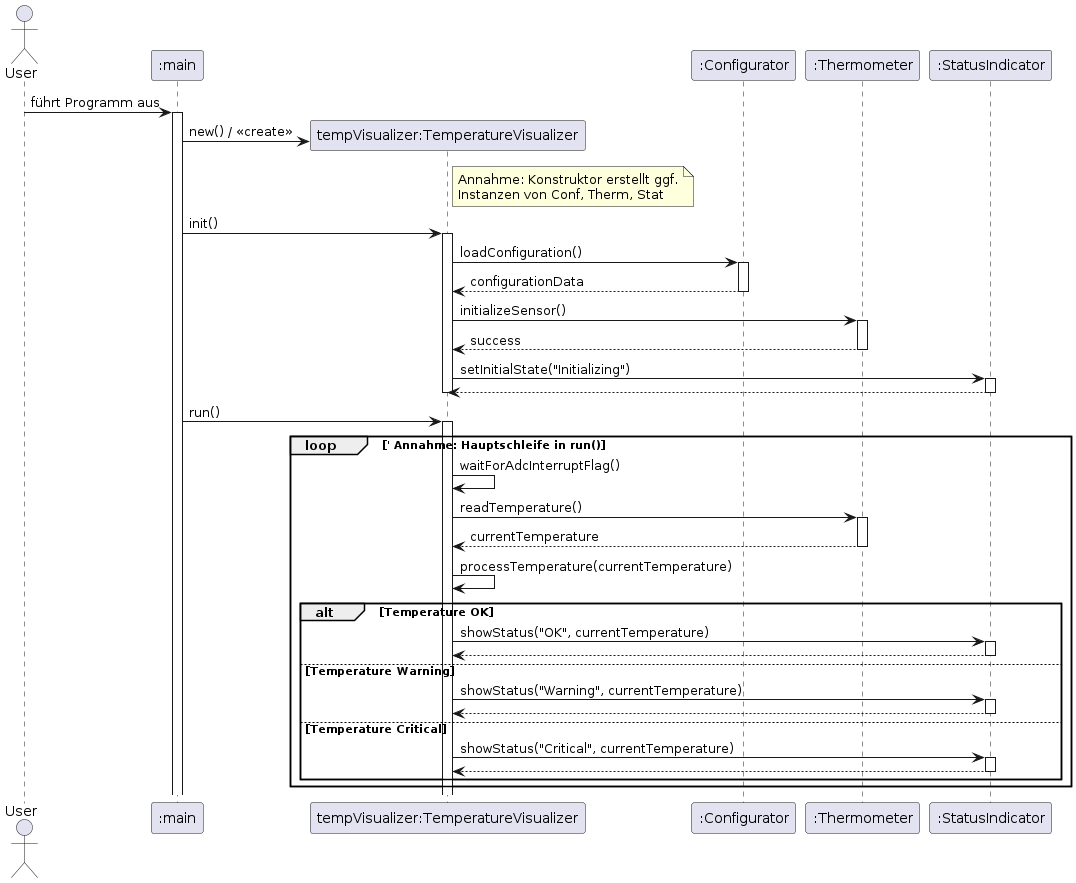 User
:main
:Configurator
:Thermometer
:StatusIndicator
führt Programm aus
new() / «create»
tempVisualizer:TemperatureVisualizer
Annahme: Konstruktor erstellt ggf.
Instanzen von Conf, Therm, Stat
init()
loadConfiguration()
configurationData
initializeSensor()
success
setInitialState("Initializing")
run()
loop
[' Annahme: Hauptschleife in run()]
waitForAdcInterruptFlag()
readTemperature()
currentTemperature
processTemperature(currentTemperature)
alt
[Temperature OK]
showStatus("OK", currentTemperature)
[Temperature Warning]
showStatus("Warning", currentTemperature)
[Temperature Critical]
showStatus("Critical", currentTemperature)
User
:main
tempVisualizer:TemperatureVisualizer
:Configurator
:Thermometer
:StatusIndicator